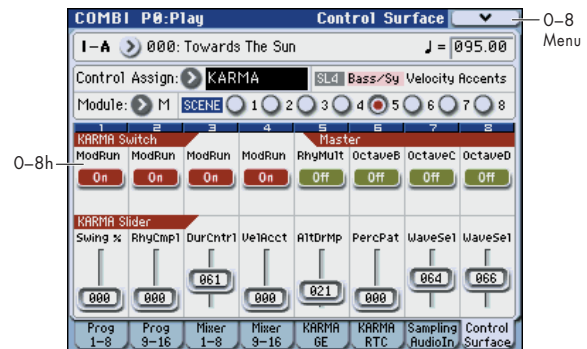 COMBI P0:Play Control Surface
0–8
Menu
I-A 000: Towards The Sun ♩= 095.00
Control Assign: KARMA SL4 Bass/Sy Velocity Accents
Module: M SCENE 1 2 3 4 5 6 7 8
1 2 3 4 5 6 7 8
KARMA Switch Master
0–8h
ModRun ModRun ModRun ModRun RhyMult OctaveB OctaveC OctaveD
On On On On Off Off Off Off
KARMA Slider
Swing % RhyCmpl DurCntrl VelAcct AltDrMp PercPat WaveSel WaveSel
000 000 061 000 021 000 064 066
Prog 1-8 Prog 9-16 Mixer 1-8 Mixer 9-16 KARMA GE KARMA RTC Sampling AudioIn Control Surface